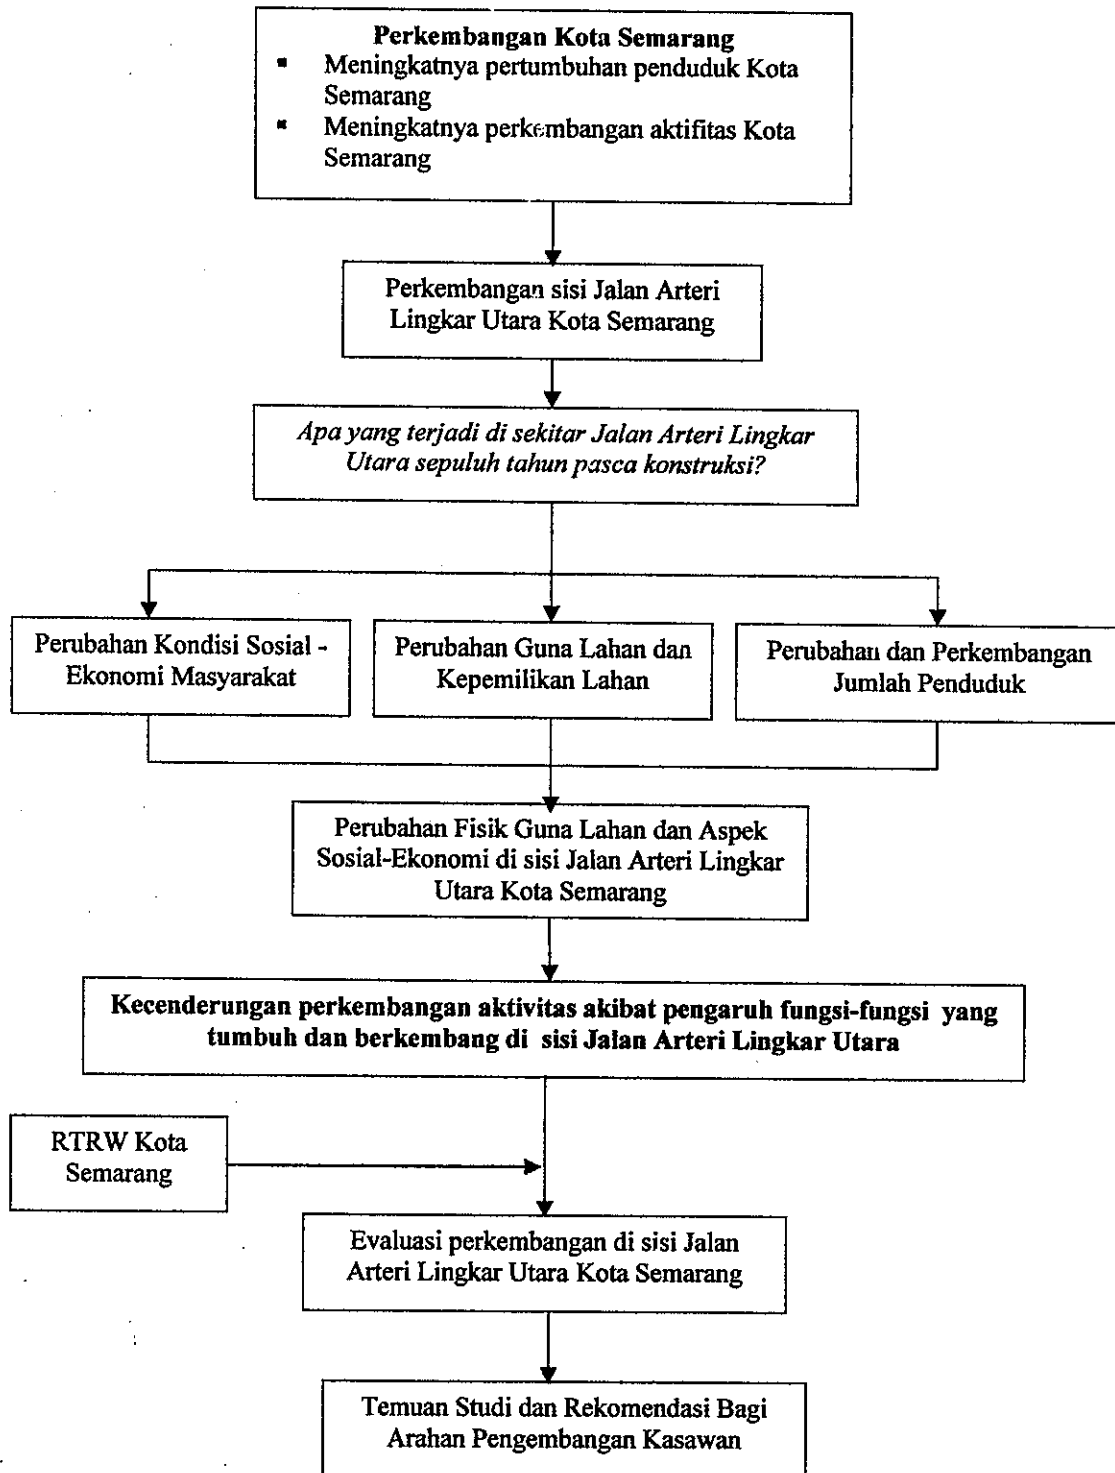 Perkembangan Kota Semarang
▪ Meningkatnya pertumbuhan penduduk Kota
Semarang
▪ Meningkatnya perkembangan aktifitas Kota
Semarang
Perkembangan sisi Jalan Arteri
Lingkar Utara Kota Semarang
Apa yang terjadi di sekitar Jalan Arteri Lingkar
Utara sepuluh tahun pasca konstruksi?
Perubahan Kondisi Sosial -
Ekonomi Masyarakat
Perubahan Guna Lahan dan
Kepemilikan Lahan
Perubahan dan Perkembangan
Jumlah Penduduk
Perubahan Fisik Guna Lahan dan Aspek
Sosial-Ekonomi di sisi Jalan Arteri Lingkar
Utara Kota Semarang
Kecenderungan perkembangan aktivitas akibat pengaruh fungsi-fungsi yang
tumbuh dan berkembang di sisi Jalan Arteri Lingkar Utara
RTRW Kota
Semarang
Evaluasi perkembangan di sisi Jalan
Arteri Lingkar Utara Kota Semarang
Temuan Studi dan Rekomendasi Bagi
Arahan Pengembangan Kasawan